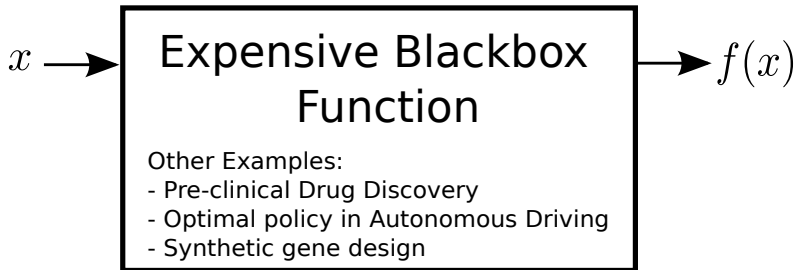 x
Expensive Blackbox
Function
f(x)
Other Examples:
- Pre-clinical Drug Discovery
- Optimal policy in Autonomous Driving
- Synthetic gene design